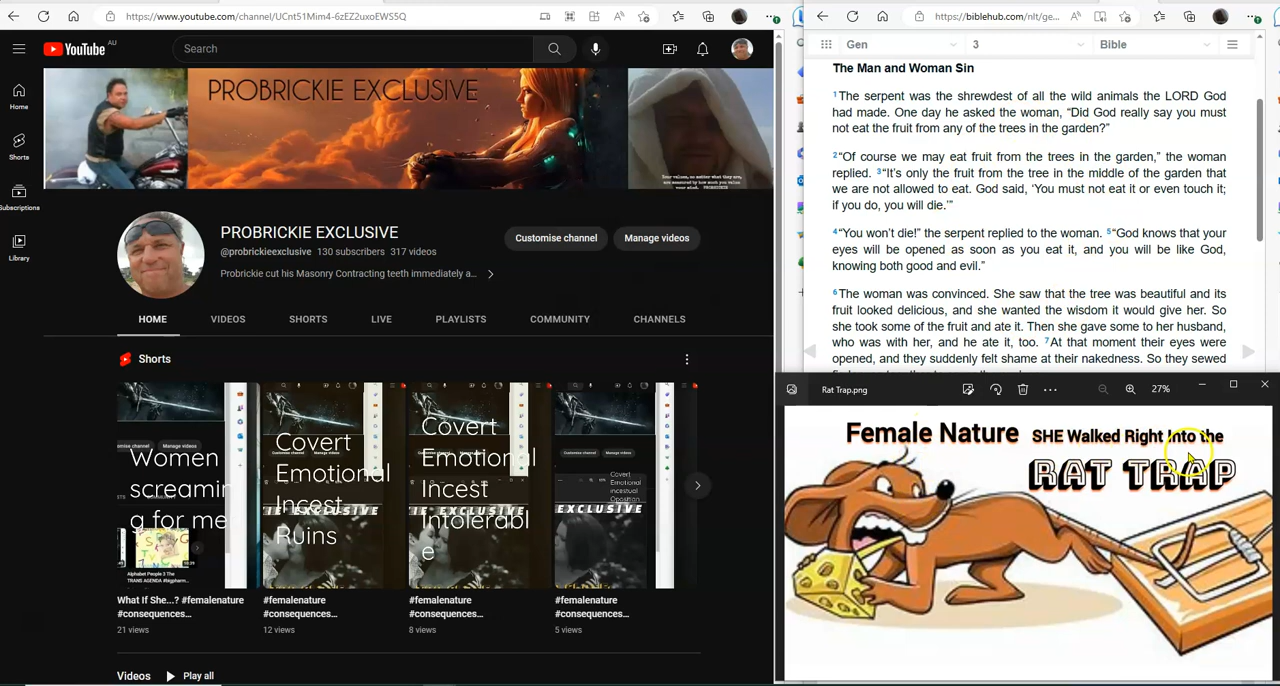 https://www.youtube.com/channel/UCnt51Mim4-6zEZ2uxoEWS5Q
YouTube AU
Search
PROBRICKIE EXCLUSIVE
Home
Shorts
Subscriptions
Library
PROBRICKIE EXCLUSIVE
@probrickieexclusive 130 subscribers 317 videos
Probrickie cut his Masonry Contracting teeth immediately a...
Customise channel
Manage videos
HOME VIDEOS SHORTS LIVE PLAYLISTS COMMUNITY CHANNELS
Shorts
Women
screamin
g for me
Alphabet People 3 The
TRANS AGENDA #bigpharm...
What If She...? #femalenature
#consequences...
21 views
Covert
Emotional
Incest
Ruins
#femalenature
#consequences...
12 views
Covert
Emotional
Incest
Intolerabl
e
#femalenature
#consequences...
8 views
Covert
Emotional
EXCLUSIVE
#femalenature
#consequences...
5 views
Videos Play all
https://biblehub.com/nlt/ge...
Gen 3 Bible
The Man and Woman Sin
1The serpent was the shrewdest of all the wild animals the LORD God
had made. One day he asked the woman, “Did God really say you must
not eat the fruit from any of the trees in the garden?”
2“Of course we may eat fruit from the trees in the garden,” the woman
replied. 3“It’s only the fruit from the tree in the middle of the garden that
we are not allowed to eat. God said, ‘You must not eat it or even touch it;
if you do, you will die.’”
4“You won’t die!” the serpent replied to the woman. 5“God knows that your
eyes will be opened as soon as you eat it, and you will be like God,
knowing both good and evil.”
6The woman was convinced. She saw that the tree was beautiful and its
fruit looked delicious, and she wanted the wisdom it would give her. So
she took some of the fruit and ate it. Then she gave some to her husband,
who was with her, and he ate it, too. 7At that moment their eyes were
opened, and they suddenly felt shame at their nakedness. So they sewed
Rat Trap.png
27%
Female Nature SHE Walked Right Into the
RAT TRAP